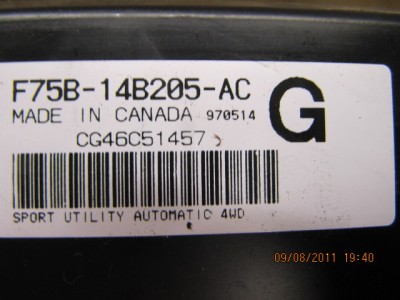 F75B-14B205-AC
MADE IN CANADA 970514
G
CG46C51457
SPORT UTILITY AUTOMATIC 4WD
09/08/2011 19:40